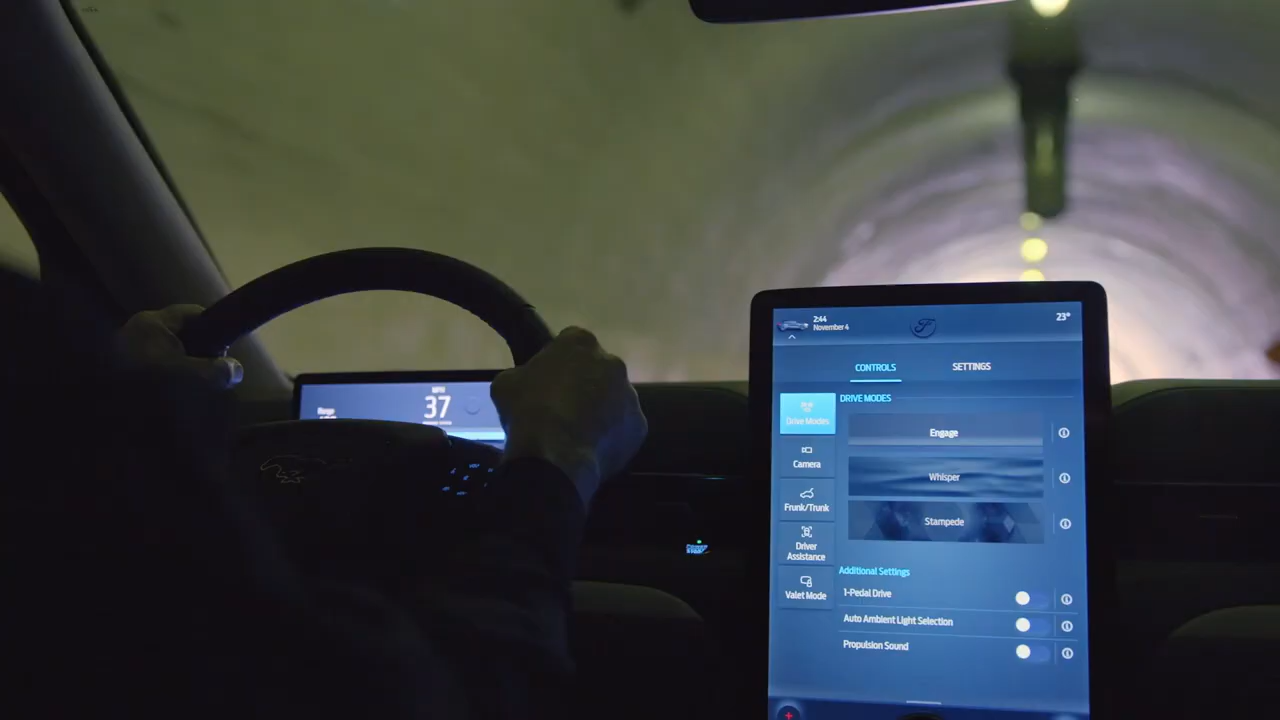 2:44
November 4
23°
CONTROLS
SETTINGS
DRIVE MODES
Drive Modes
Engage
Camera
Whisper
Frunk/Trunk
Stampede
Driver
Assistance
Additional Settings
Valet Mode
1-Pedal Drive
Auto Ambient Light Selection
Propulsion Sound
MPH
37
Range